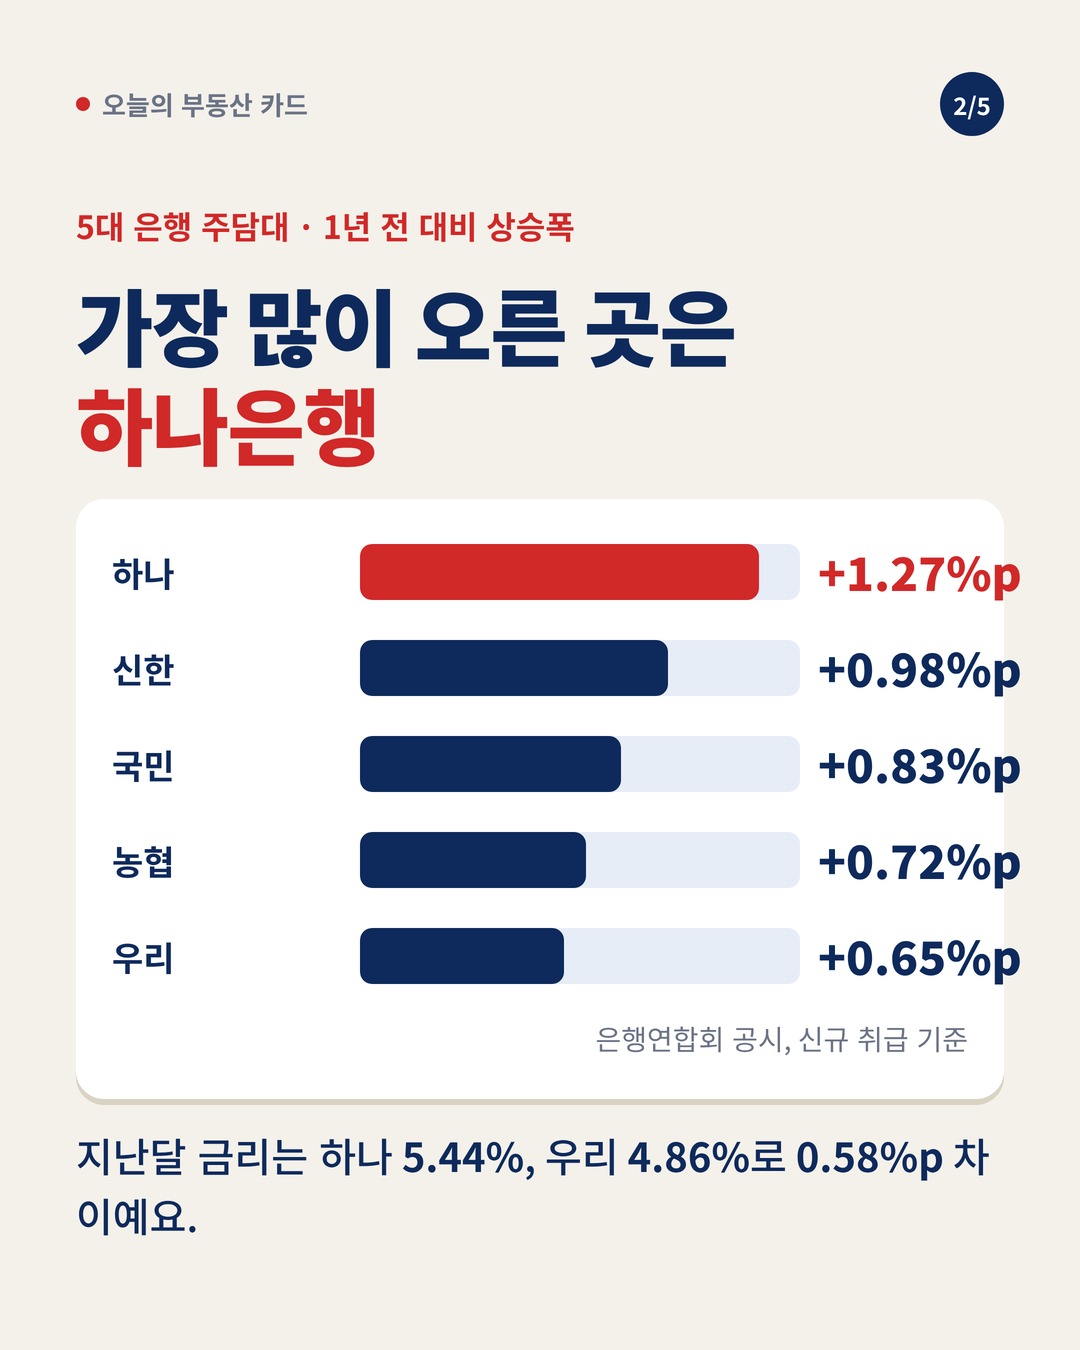 오늘의 부동산 카드
2/5
5대 은행 주담대 · 1년 전 대비 상승폭
가장 많이 오른 곳은
하나은행
하나 +1.27%p
신한 +0.98%p
국민 +0.83%p
농협 +0.72%p
우리 +0.65%p
은행연합회 공시, 신규 취급 기준
지난달 금리는 하나 5.44%, 우리 4.86%로 0.58%p 차
이예요.